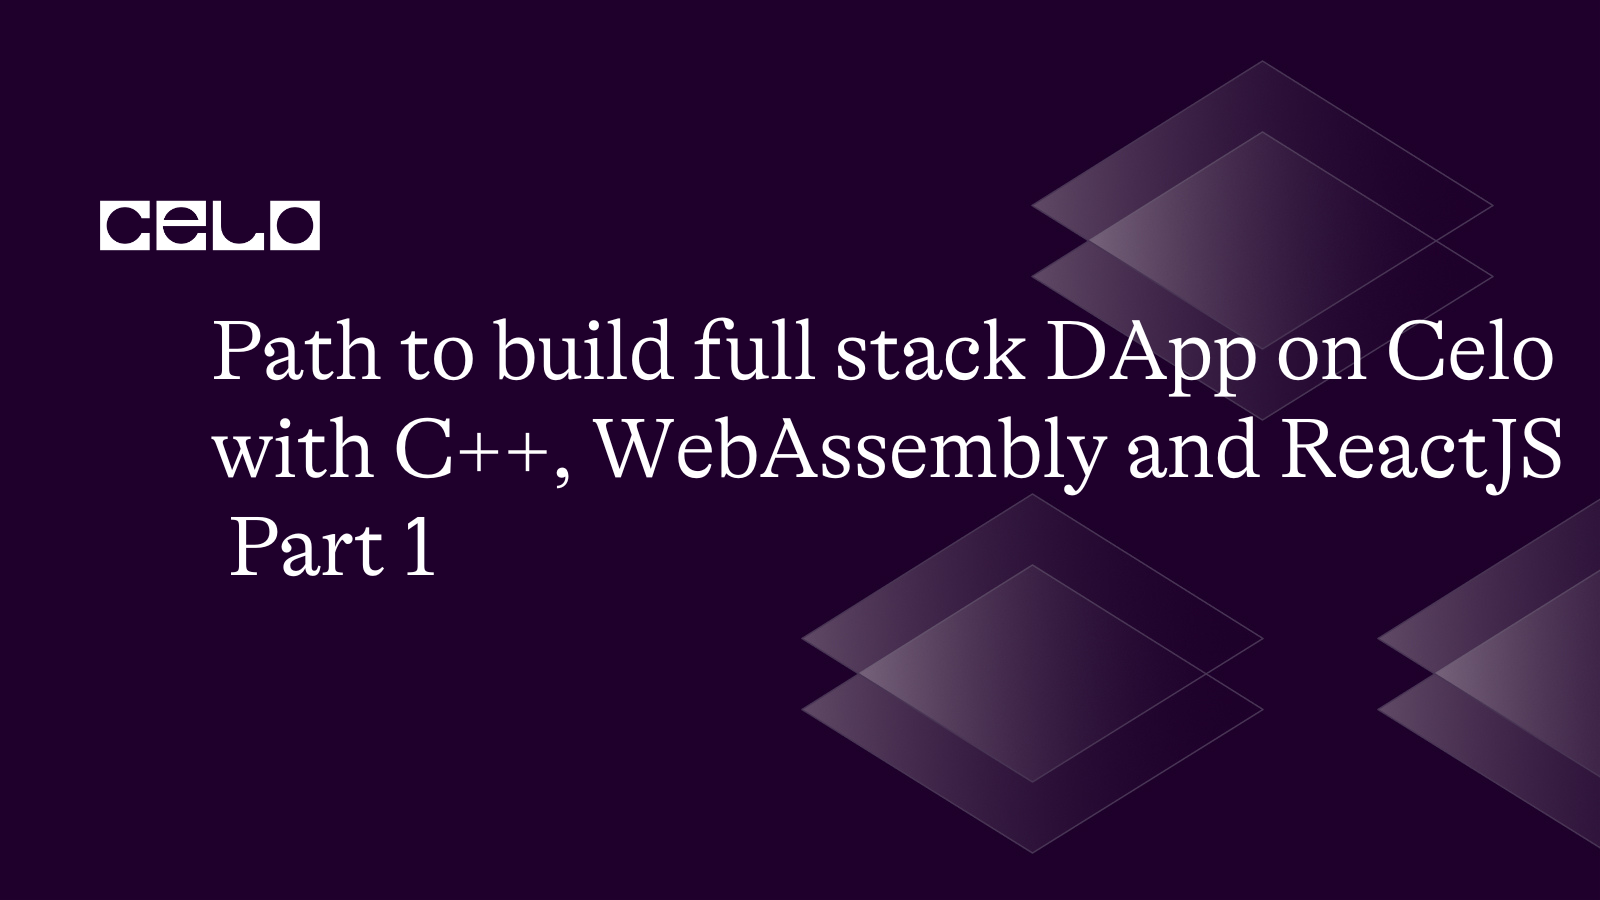 CELO
Path to build full stack DApp on Celo
with C++, WebAssembly and ReactJS
Part 1